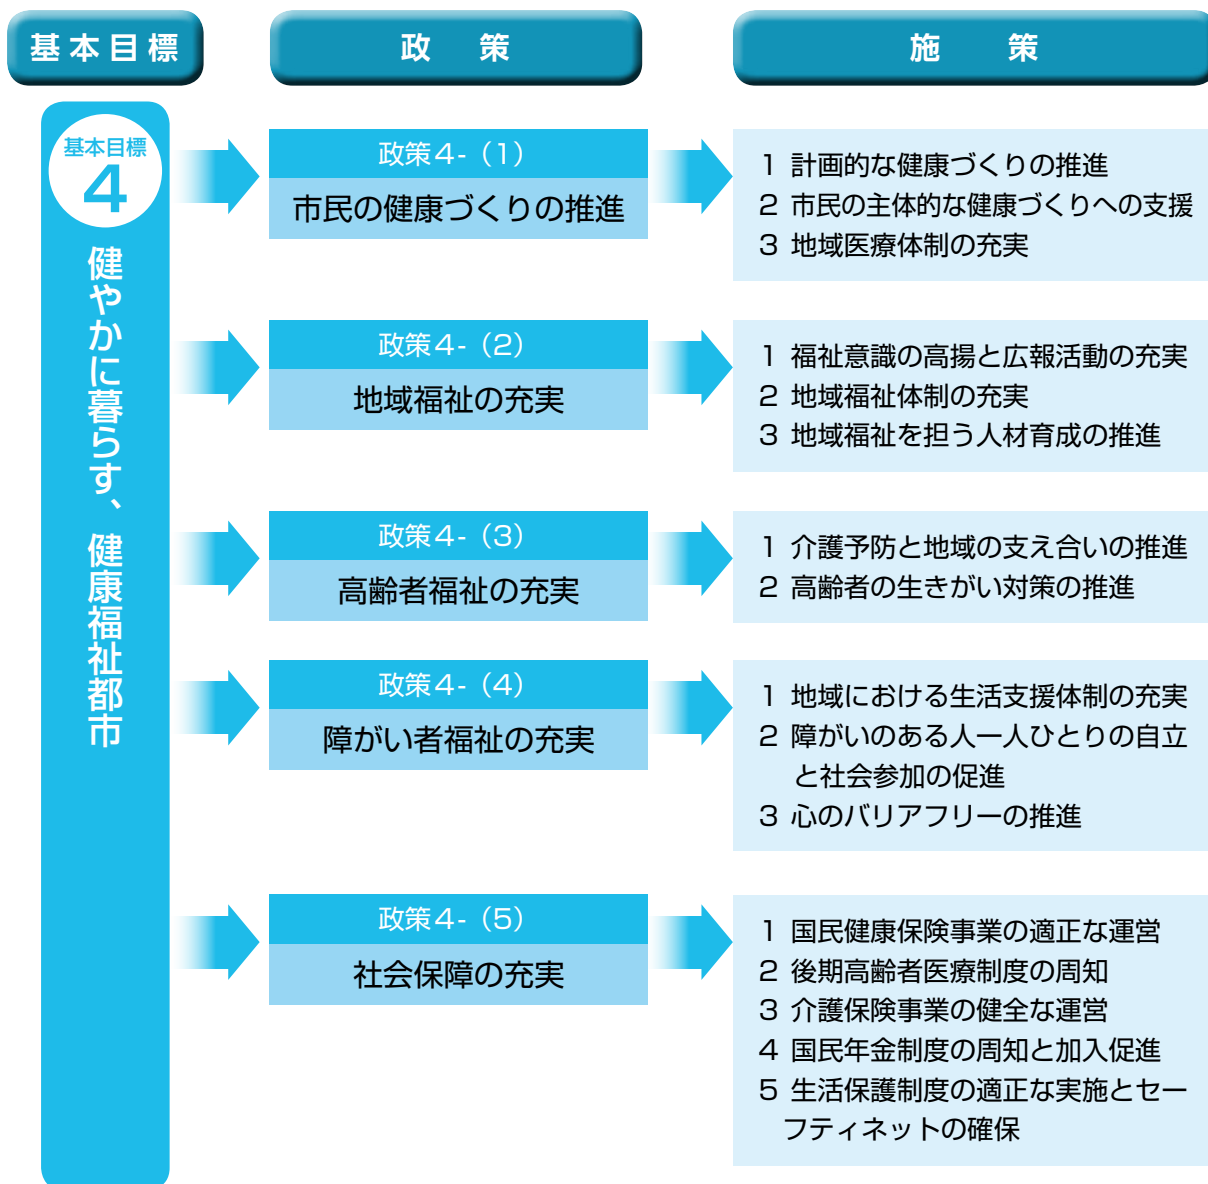 基本目標
政策
施策
基本目標
4
健やかに暮らす、健康福祉都市
政策4-（1）
市民の健康づくりの推進
1 計画的な健康づくりの推進
2 市民の主体的な健康づくりへの支援
3 地域医療体制の充実
政策4-（2）
地域福祉の充実
1 福祉意識の高揚と広報活動の充実
2 地域福祉体制の充実
3 地域福祉を担う人材育成の推進
政策4-（3）
高齢者福祉の充実
1 介護予防と地域の支え合いの推進
2 高齢者の生きがい対策の推進
政策4-（4）
障がい者福祉の充実
1 地域における生活支援体制の充実
2 障がいのある人一人ひとりの自立
と社会参加の促進
3 心のバリアフリーの推進
政策4-（5）
社会保障の充実
1 国民健康保険事業の適正な運営
2 後期高齢者医療制度の周知
3 介護保険事業の健全な運営
4 国民年金制度の周知と加入促進
5 生活保護制度の適正な実施とセー
フティネットの確保